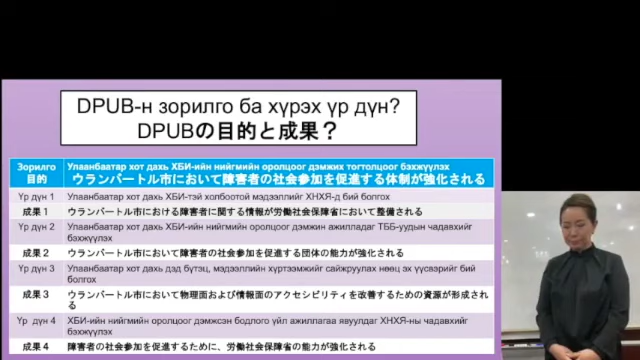 DPUB-н зорилго ба хүрэх үр дүн?
DPUBの目的と成果？
Зорилго Улаанбаатар хот дахь ХБИ-ийн нийгмийн оролцоог дэмжих тогтолцоог бэхжүүлэх
目的 ウランバートル市において障害者の社会参加を促進する体制が強化される
Үр дүн 1 Улаанбаатар хот дахь ХБИ-тэй холбоотой мэдээллийг ХНХЯ-д бий болгох
成果１ ウランバートル市における障害者に関する情報が労働社会保障省において整備される
Үр дүн 2 Улаанбаатар хот дахь ХБИ-ийн нийгмийн оролцоог дэмжин ажилладаг ТББ-уудын чадавхийг
бэхжүүлэх
成果２ ウランバートル市において障害者の社会参加を促進する団体の能力が強化される
Үр дүн 3 Улаанбаатар хот дахь дэд бүтэц, мэдээллийн хүртээмжийг сайжруулах нөөц эх үүсвэрийг бий
болгох
成果３ ウランバートル市において物理面および情報面のアクセシビリティを改善するための資源が形成され
る
Үр дүн 4 ХБИ-ийн нийгмийн оролцоог дэмжсэн бодлого үйл ажиллагаа явуулдаг ХНХЯ-ны чадавхийг
бэхжүүлэх
成果４ 障害者の社会参加を促進するために、労働社会保障省の能力が強化される